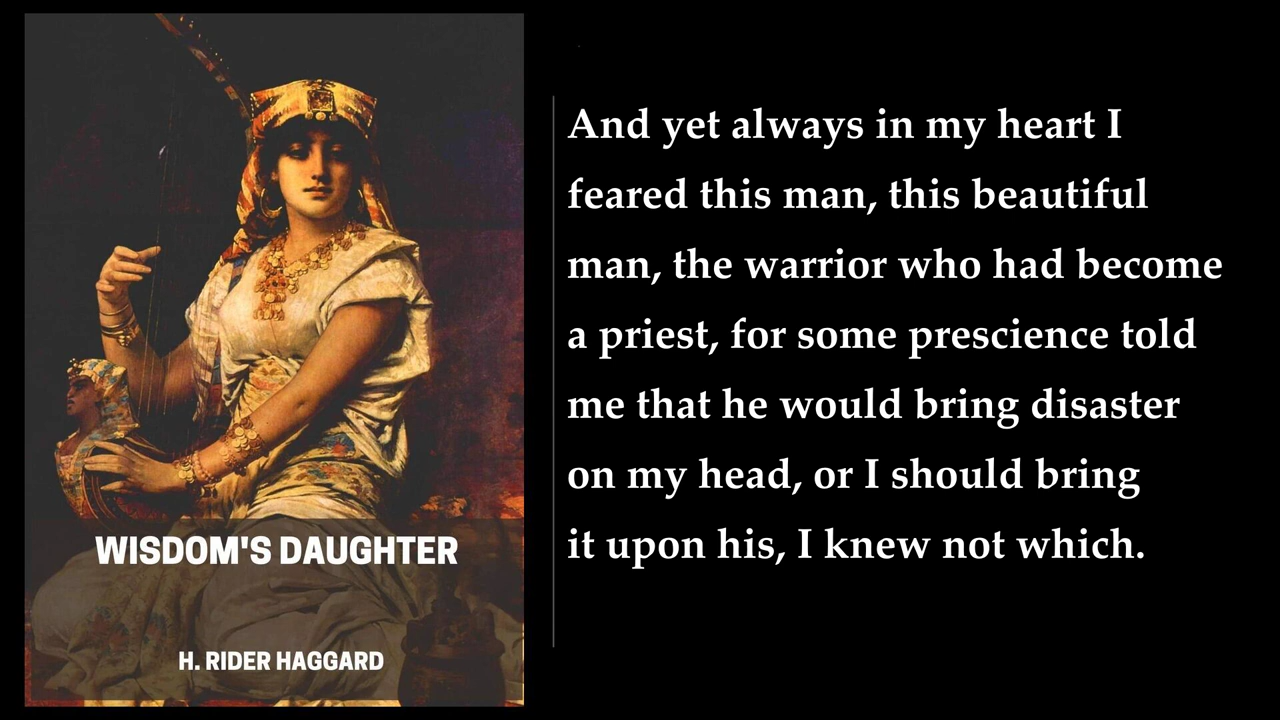 WISDOM'S DAUGHTER
H. RIDER HAGGARD
And yet always in my heart I
feared this man, this beautiful
man, the warrior who had become
a priest, for some prescience told
me that he would bring disaster
on my head, or I should bring
it upon his, I knew not which.